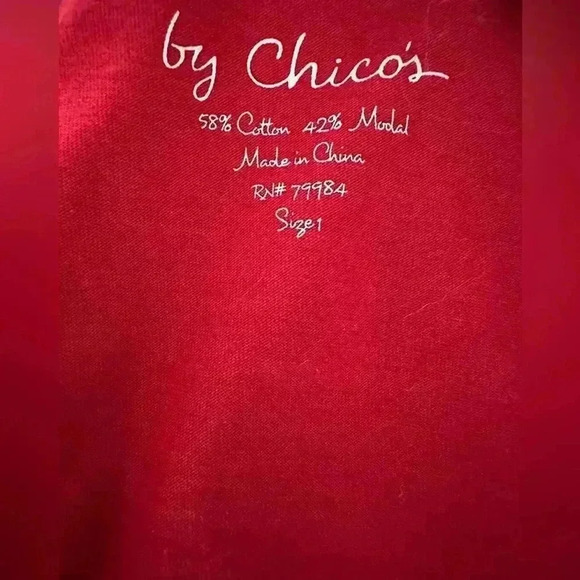 by Chico's
58% Cotton 42% Modal
Made in China
RN# 79984
Size 1